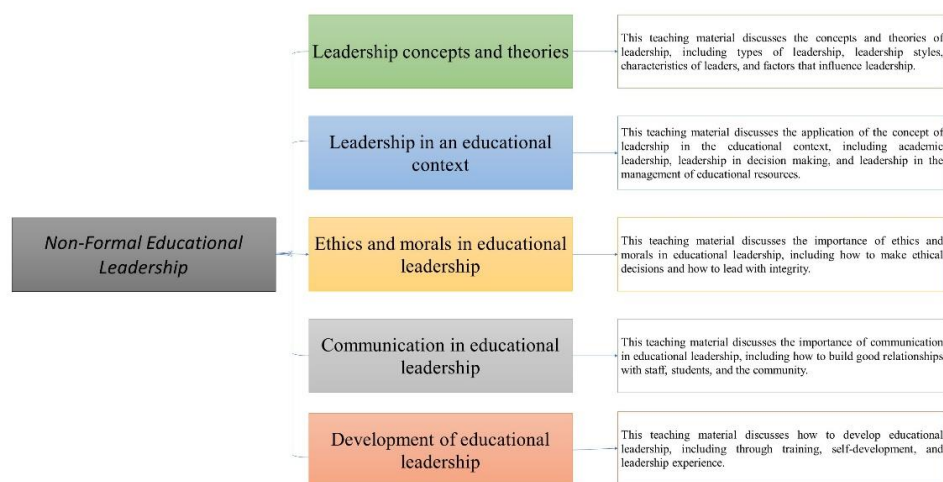 Non-Formal Educational
Leadership
Leadership concepts and theories
This teaching material discusses the concepts and theories of
leadership, including types of leadership, leadership styles,
characteristics of leaders, and factors that influence leadership.
Leadership in an educational
context
This teaching material discusses the application of the concept of
leadership in the educational context, including academic
leadership, leadership in decision making, and leadership in the
management of educational resources.
Ethics and morals in educational
leadership
This teaching material discusses the importance of ethics and
morals in educational leadership, including how to make ethical
decisions and how to lead with integrity.
Communication in educational
leadership
This teaching material discusses the importance of communication
in educational leadership, including how to build good relationships
with staff, students, and the community.
Development of educational
leadership
This teaching material discusses how to develop educational
leadership, including through training, self-development, and
leadership experience.